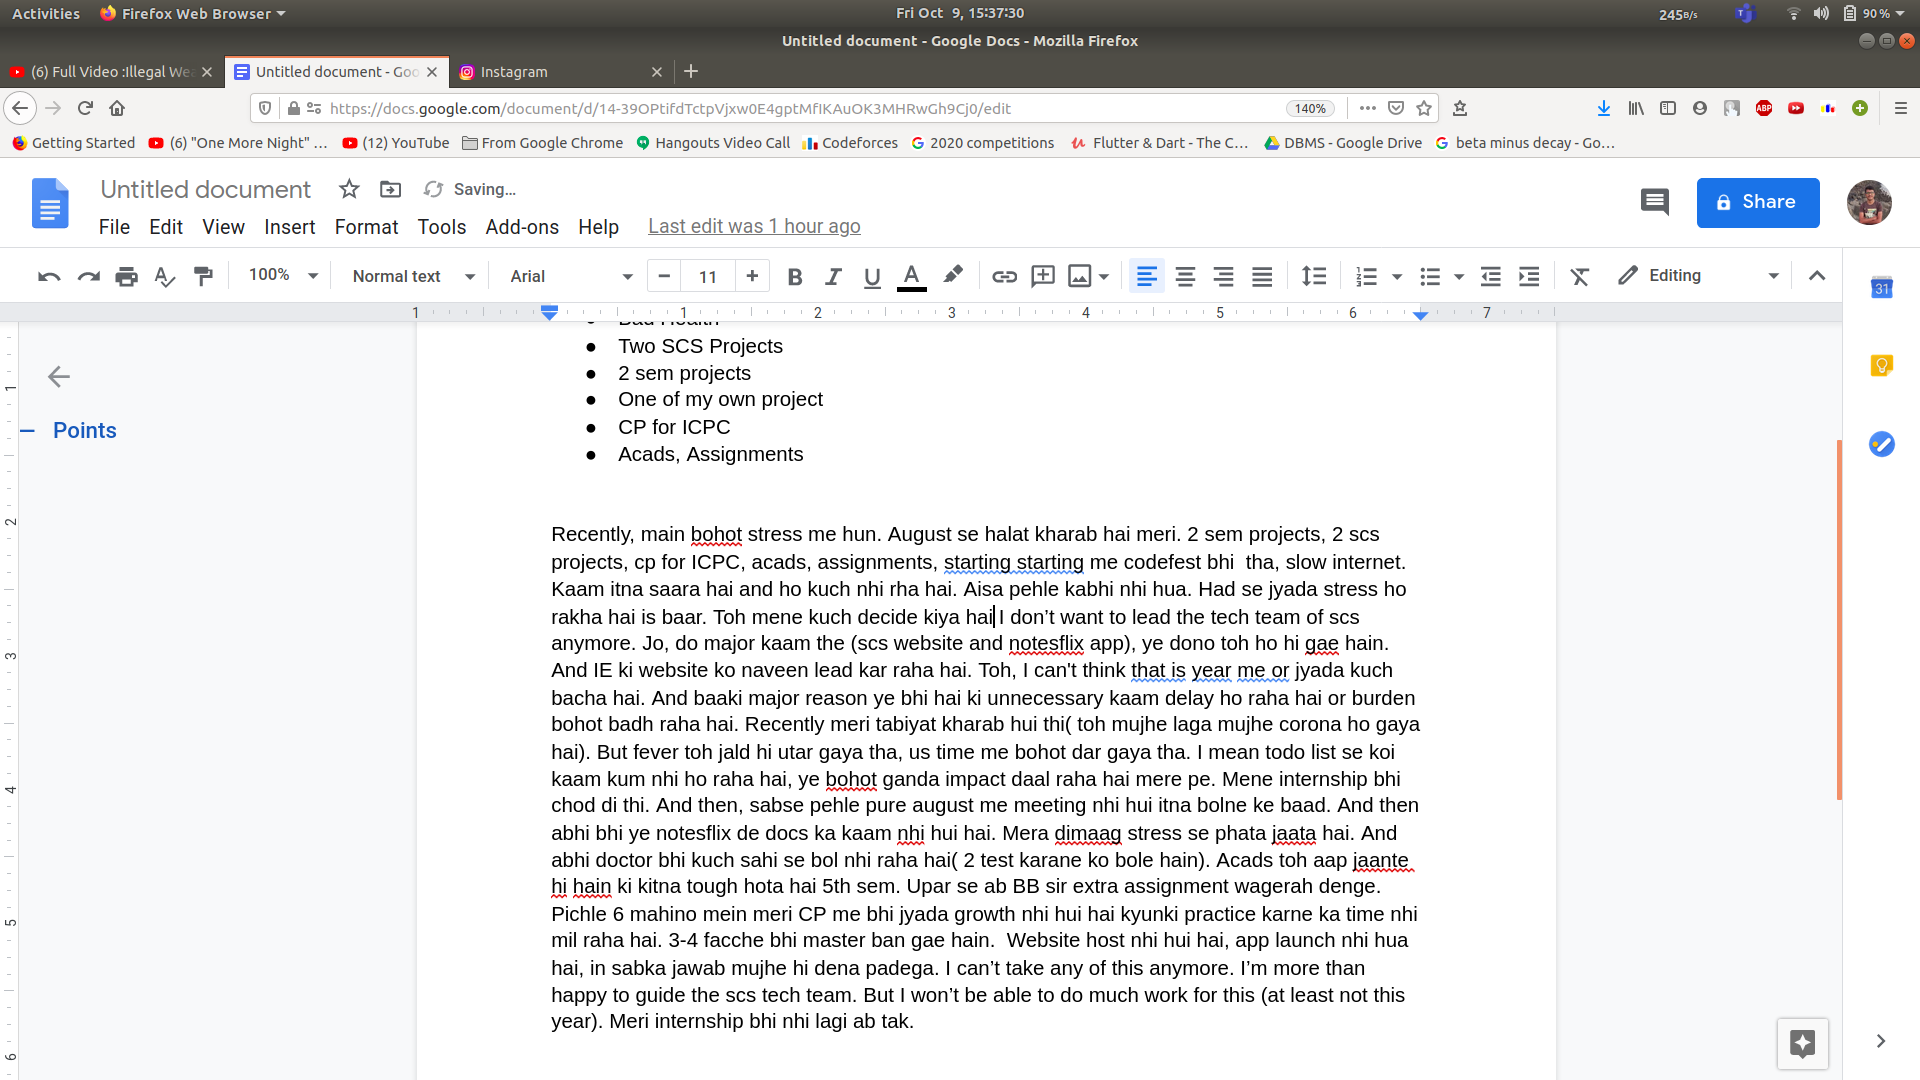 Activities Firefox Web Browser Fri Oct 9, 15:37:30 245B/s 90%
Untitled document - Google Docs - Mozilla Firefox
(6) Full Video :Illegal Wea Untitled document - Goo Instagram
https://docs.google.com/document/d/14-39OPtifdTctpVjxw0E4gptMfIKAuOK3MHRwGh9Cj0/edit 140% ABP
Getting Started (6) "One More Night" … (12) YouTube From Google Chrome Hangouts Video Call Codeforces 2020 competitions Flutter & Dart - The C… DBMS - Google Drive beta minus decay - Go…
Untitled document Saving… Share
File Edit View Insert Format Tools Add-ons Help Last edit was 1 hour ago
100% Normal text Arial 11 B I U A Editing 31
1 1 2 3 4 5 6 7
Bad Health
● Two SCS Projects
● 2 sem projects
● One of my own project
● CP for ICPC
● Acads, Assignments
Points
1
2
3
4
5
6
Recently, main bohot stress me hun. August se halat kharab hai meri. 2 sem projects, 2 scs
projects, cp for ICPC, acads, assignments, starting starting me codefest bhi  tha, slow internet.
Kaam itna saara hai and ho kuch nhi rha hai. Aisa pehle kabhi nhi hua. Had se jyada stress ho
rakha hai is baar. Toh mene kuch decide kiya hai I don’t want to lead the tech team of scs
anymore. Jo, do major kaam the (scs website and notesflix app), ye dono toh ho hi gae hain.
And IE ki website ko naveen lead kar raha hai. Toh, I can't think that is year me or jyada kuch
bacha hai. And baaki major reason ye bhi hai ki unnecessary kaam delay ho raha hai or burden
bohot badh raha hai. Recently meri tabiyat kharab hui thi( toh mujhe laga mujhe corona ho gaya
hai). But fever toh jald hi utar gaya tha, us time me bohot dar gaya tha. I mean todo list se koi
kaam kum nhi ho raha hai, ye bohot ganda impact daal raha hai mere pe. Mene internship bhi
chod di thi. And then, sabse pehle pure august me meeting nhi hui itna bolne ke baad. And then
abhi bhi ye notesflix de docs ka kaam nhi hui hai. Mera dimaag stress se phata jaata hai. And
abhi doctor bhi kuch sahi se bol nhi raha hai( 2 test karane ko bole hain). Acads toh aap jaante
hi hain ki kitna tough hota hai 5th sem. Upar se ab BB sir extra assignment wagerah denge.
Pichle 6 mahino mein meri CP me bhi jyada growth nhi hui hai kyunki practice karne ka time nhi
mil raha hai. 3-4 facche bhi master ban gae hain.  Website host nhi hui hai, app launch nhi hua
hai, in sabka jawab mujhe hi dena padega. I can’t take any of this anymore. I’m more than
happy to guide the scs tech team. But I won’t be able to do much work for this (at least not this
year). Meri internship bhi nhi lagi ab tak.